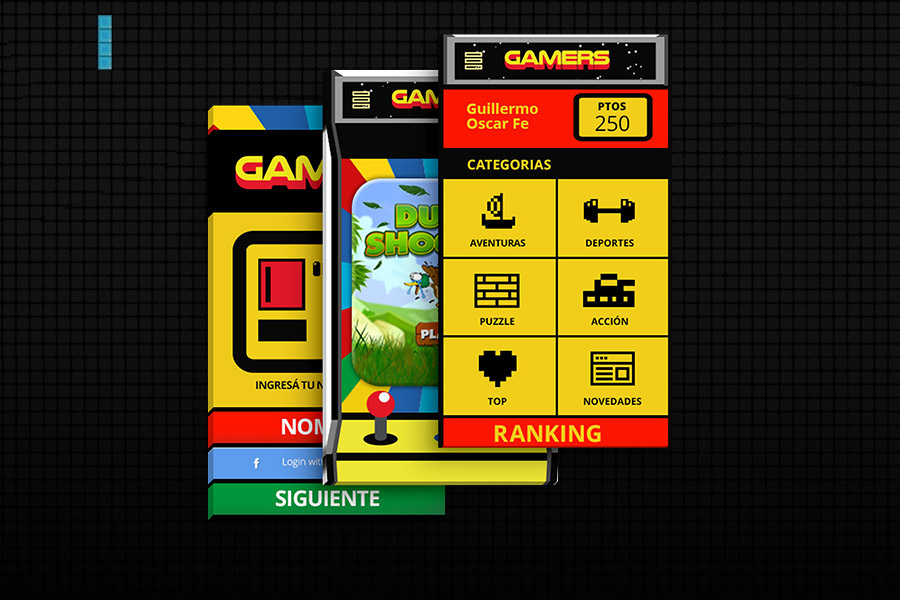 GAMERS
Guillermo
Oscar Fe
PTOS
250
CATEGORIAS
AVENTURAS
DEPORTES
PUZZLE
ACCIÓN
TOP
NOVEDADES
RANKING
GAM
DU
SHOO
PL
GAM
INGRESÁ TU N
NOM
f
Login with
SIGUIENTE